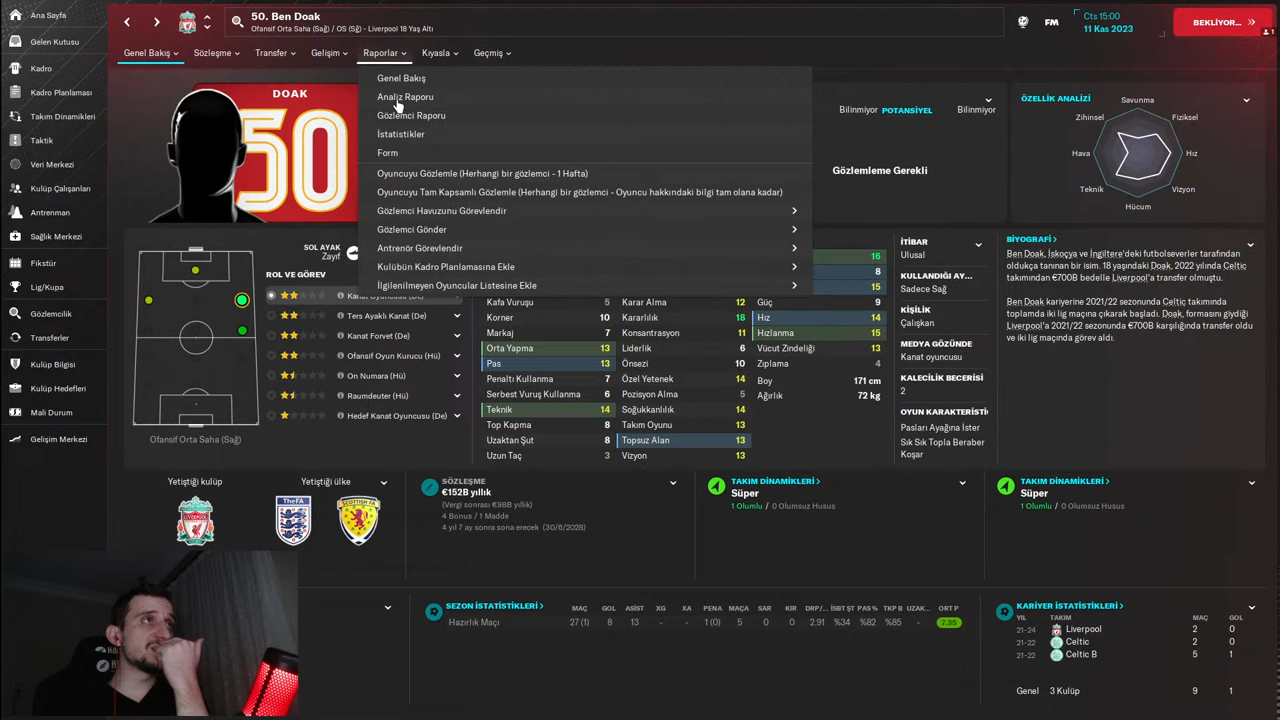 Ana Sayfa
Gelen Kutusu
Kadro
Kadro Planlaması
Takım Dinamikleri
Taktik
Veri Merkezi
Kulüp Çalışanları
Antrenman
Sağlık Merkezi
Fikstür
Lig/Kupa
Gözlemcilik
Transferler
Kulüp Bilgisi
Kulüp Hedefleri
Mali Durum
Gelişim Merkezi
50. Ben Doak
Ofansif Orta Saha (Sağ) / OS (Sğ) - Liverpool 18 Yaş Altı
FM
Cts 15:00
11 Kas 2023
BEKLİYOR...
1
Genel Bakış
Sözleşme
Transfer
Gelişim
Raporlar
Kıyasla
Geçmiş
DOAK
50
Genel Bakış
Analiz Raporu
Gözlemci Raporu
İstatistikler
Form
Oyuncuyu Gözlemle (Herhangi bir gözlemci - 1 Hafta)
Oyuncuyu Tam Kapsamlı Gözlemle (Herhangi bir gözlemci - Oyuncu hakkındaki bilgi tam olana kadar)
Gözlemci Havuzunu Görevlendir
Gözlemci Gönder
Antrenör Görevlendir
Kulübün Kadro Planlamasına Ekle
İlgilenilmeyen Oyuncular Listesine Ekle
Bilinmiyor POTANSİYEL Bilinmiyor
Gözlemleme Gerekli
ÖZELLİK ANALİZİ
Savunma
Zihinsel Fiziksel
Hava Hız
Teknik Vizyon
Hücum
SOL AYAK
Zayıf
ROL VE GÖREV
Kanat Oyuncusu (De)
Ters Ayaklı Kanat (De)
Kanat Forvet (De)
Ofansif Oyun Kurucu (Hü)
On Numara (Hü)
Raumdeuter (Hü)
Hedef Kanat Oyuncusu (De)
Ofansif Orta Saha (Sağ)
16
8
15
Kafa Vuruşu 5 Karar Alma 12 Güç 9
Korner 10 Kararlılık 18 Hız 14
Markaj 7 Konsantrasyon 11 Hızlanma 15
Orta Yapma 13 Liderlik 6 Vücut Zindeliği 13
Pas 13 Önsezi 10 Zıplama 4
Penaltı Kullanma 7 Özel Yetenek 14 Boy 171 cm
Serbest Vuruş Kullanma 6 Pozisyon Alma 5 Ağırlık 72 kg
Teknik 14 Soğukkanlılık 14
Top Kapma 8 Takım Oyunu 13
Uzaktan Şut 8 Topsuz Alan 13
Uzun Taç 3 Vizyon 13
İTİBAR
Ulusal
KULLANDIĞI AY...
Sadece Sağ
KİŞİLİK
Çalışkan
MEDYA GÖZÜNDE
Kanat oyuncusu
KALECİLİK BECERİSİ
2
OYUN KARAKTERİSTİ
Pasları Ayağına İster
Sık Sık Topla Beraber
Koşar
BİYOGRAFİ
Ben Doak, İskoçya ve İngiltere'deki futbolseverler tarafından
oldukça tanınan bir isim. 18 yaşındaki Doak, 2022 yılında Celtic
takımından €700B bedelle Liverpool'a transfer olmuştu.
Ben Doak kariyerine 2021/22 sezonunda Celtic takımında
toplamda iki lig maçına çıkarak başladı. Doak, formasını giydiği
Liverpool'a 2021/22 sezonunda €700B karşılığında transfer oldu
ve iki lig maçında görev aldı.
Yetiştiği kulüp
Yetiştiği ülke
TheFA
SCOTTISH FA
SÖZLEŞME
€152B yıllık
(Vergi sonrası €98B yıllık)
4 Bonus / 1 Madde
4 yıl 7 ay sonra sona erecek (30/6/2028)
TAKIM DİNAMİKLERİ
Süper
1 Olumlu / 0 Olumsuz Husus
TAKIM DİNAMİKLERİ
Süper
1 Olumlu / 0 Olumsuz Husus
SEZON İSTATİSTİKLERİ MAÇ GOL ASİST XG XA PENA MAÇA SAR KIR DRP/... İSBT ŞT PAS % TKP B UZAK... ORT P
Hazırlık Maçı 27 (1) 8 13 - - 1 (0) 5 0 0 2.91 %34 %82 %85 - 7.35
KARİYER İSTATİSTİKLERİ
YIL TAKIM MAÇ GOL
21-24 Liverpool 2 0
21-22 Celtic 2 0
21-22 Celtic B 5 1
Genel 3 Kulüp 9 1